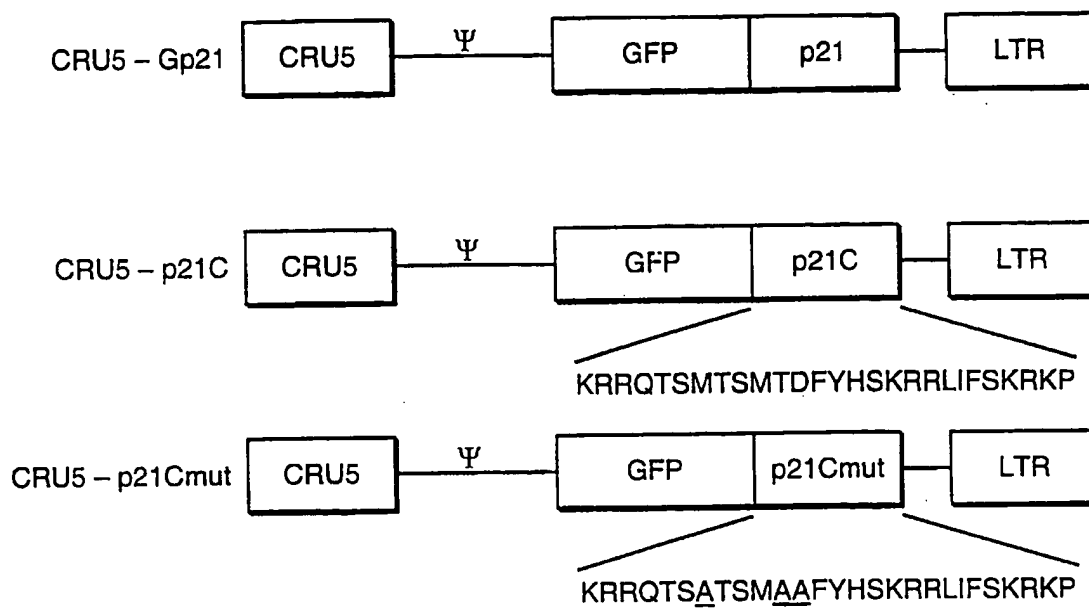 CRU5 – Gp21 CRU5 Ψ GFP p21 LTR
CRU5 – p21C CRU5 Ψ GFP p21C LTR
KRRQTSMTSMTDFYHSKRRLIFSKRKP
CRU5 – p21Cmut CRU5 Ψ GFP p21Cmut LTR
KRRQTSATSMAAFYHSKRRLIFSKRKP